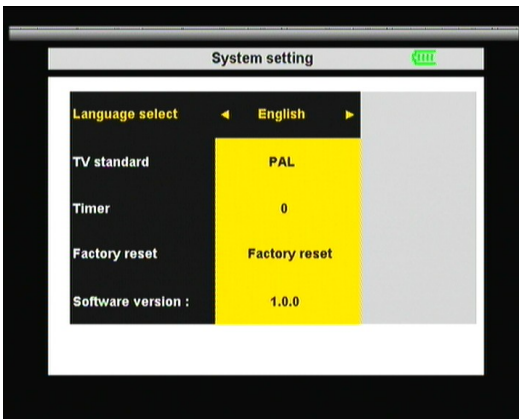 System setting
Language select ◄ English ►
TV standard PAL
Timer 0
Factory reset Factory reset
Software version : 1.0.0